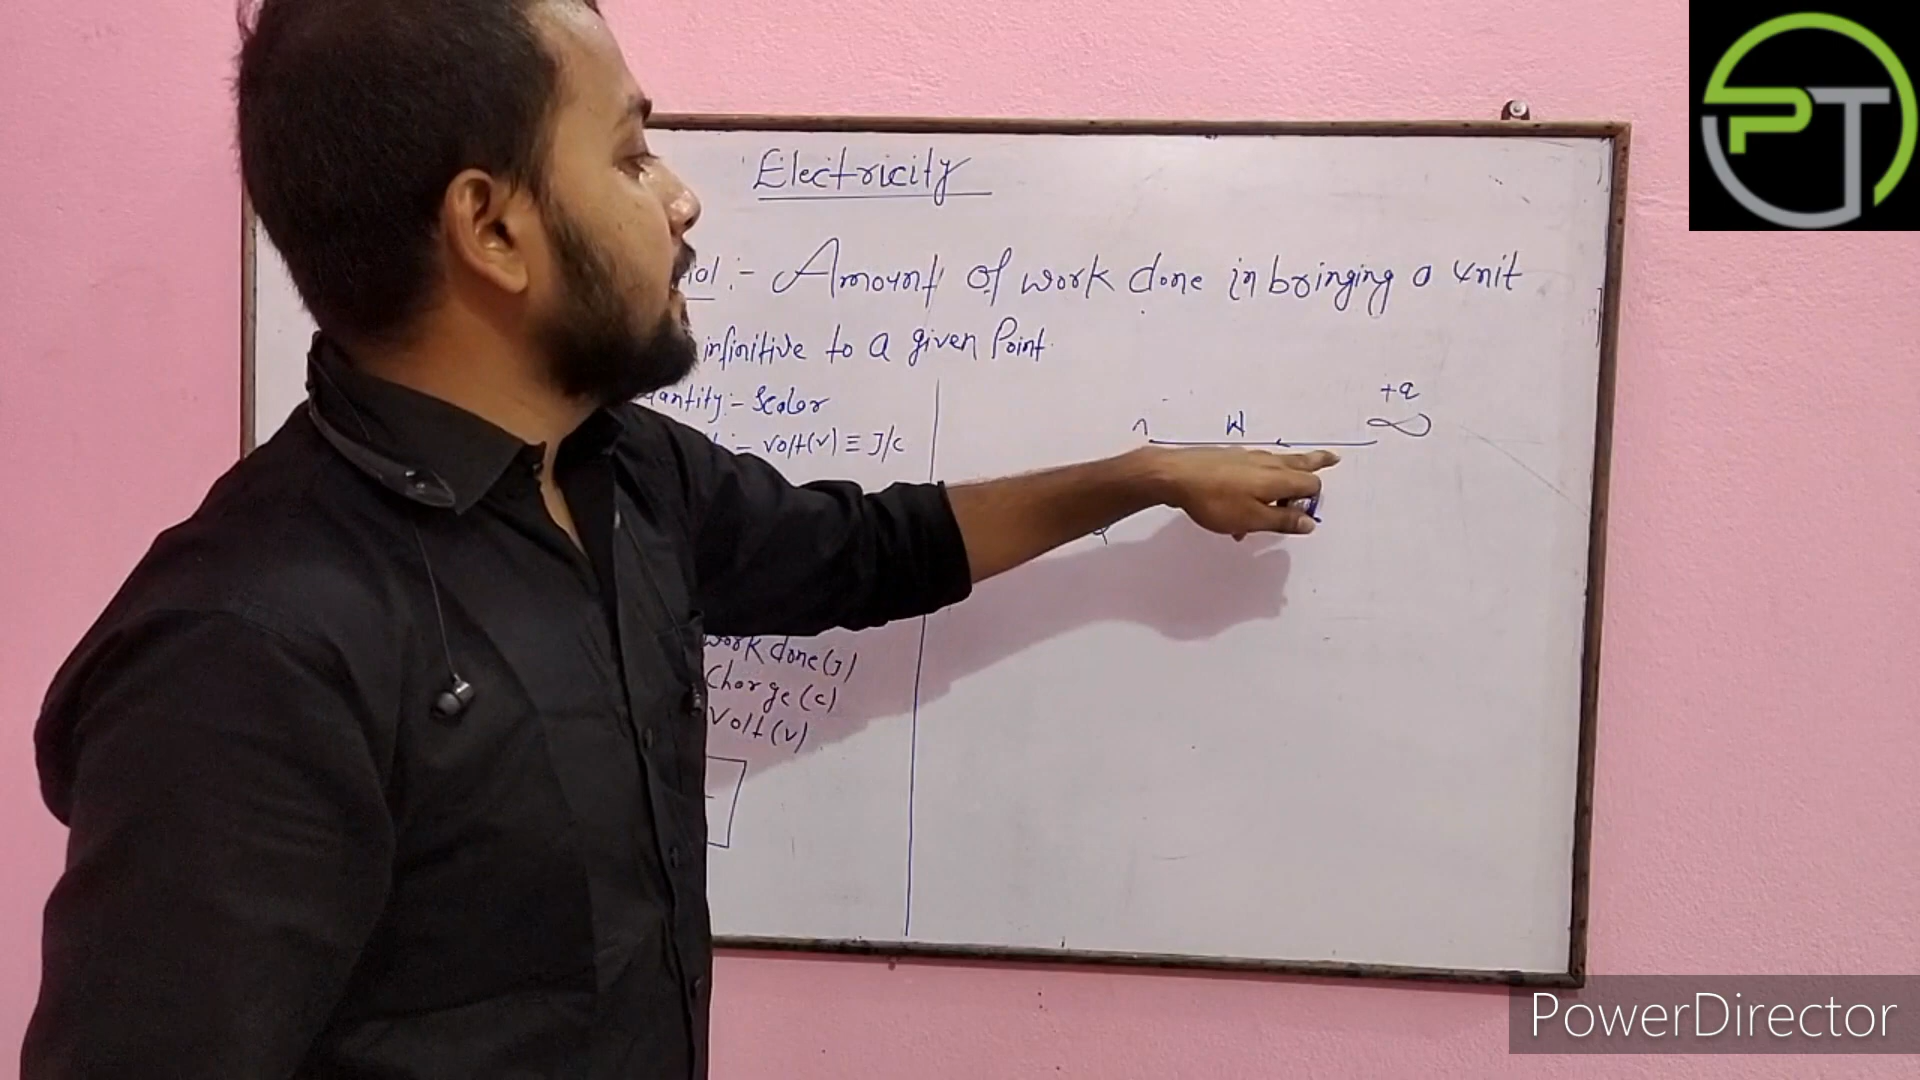 PT
Electricity
:- Amount of work done in bringing a unit
infinitive to a given Point.
:- Scalar
:- Volt(V) ≡ J/C
+q
∞
W
work done (J)
Charge (C)
Volt (V)
PowerDirector